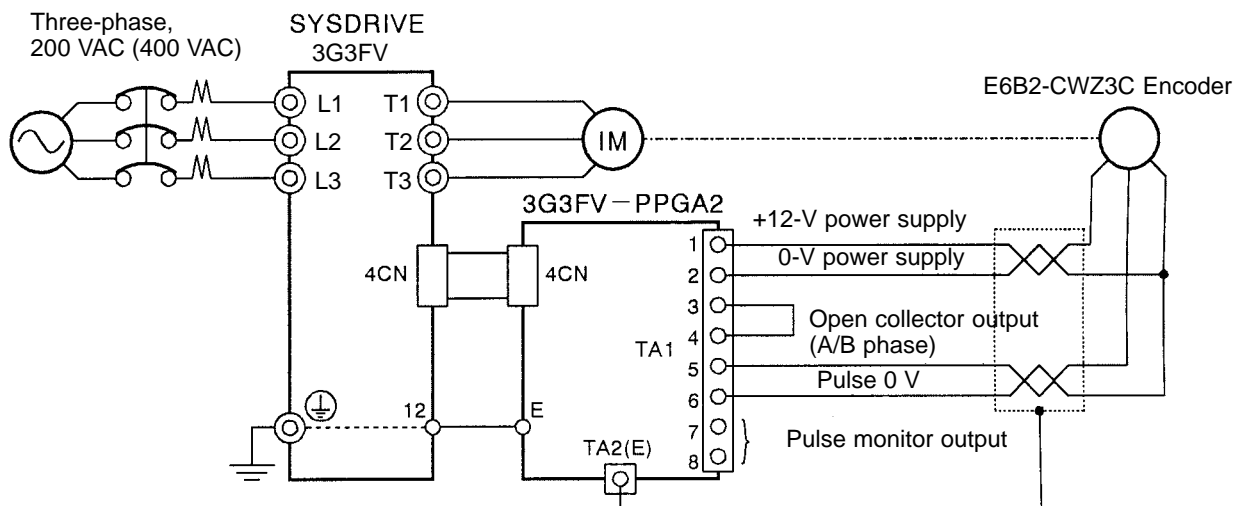 Three-phase,
200 VAC (400 VAC)
SYSDRIVE
3G3FV
E6B2-CWZ3C Encoder
L1
T1
L2
T2
IM
L3
T3
3G3FV－PPGA2
+12-V power supply
1
0-V power supply
2
4CN
4CN
3
Open collector output
(A/B phase)
4
TA1
5
Pulse 0 V
6
12
E
7
Pulse monitor output
8
TA2(E)